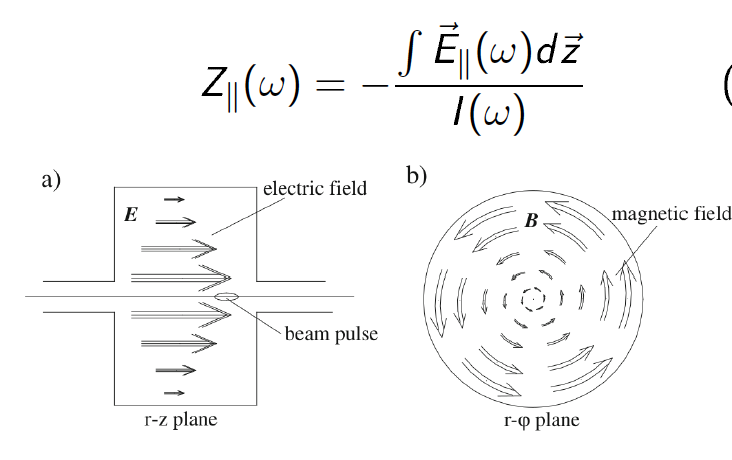 Z∥(ω) = −∫E⃗∥(ω)dz⃗ / I(ω) (
a)
electric field
E
beam pulse
r-z plane
b)
B
magnetic field
r-φ plane